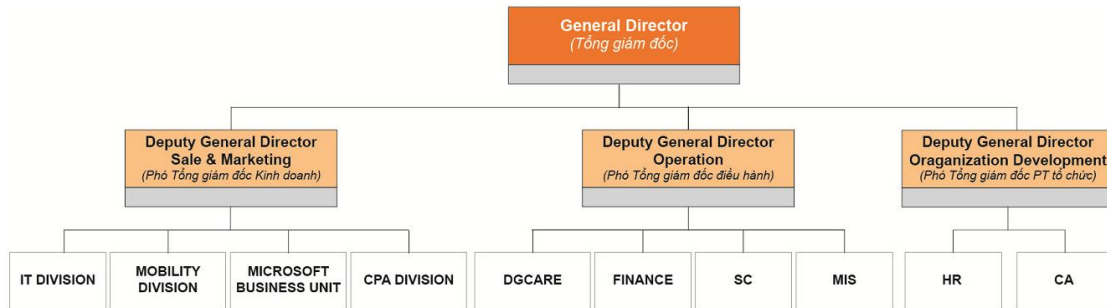 General Director
(Tổng giám đốc)
Deputy General Director
Sale & Marketing
(Phó Tổng giám đốc Kinh doanh)
Deputy General Director
Operation
(Phó Tổng giám đốc điều hành)
Deputy General Director
Oraganization Development
(Phó Tổng giám đốc PT tổ chức)
IT DIVISION
MOBILITY
DIVISION
MICROSOFT
BUSINESS UNIT
CPA DIVISION
DGCARE
FINANCE
SC
MIS
HR
CA